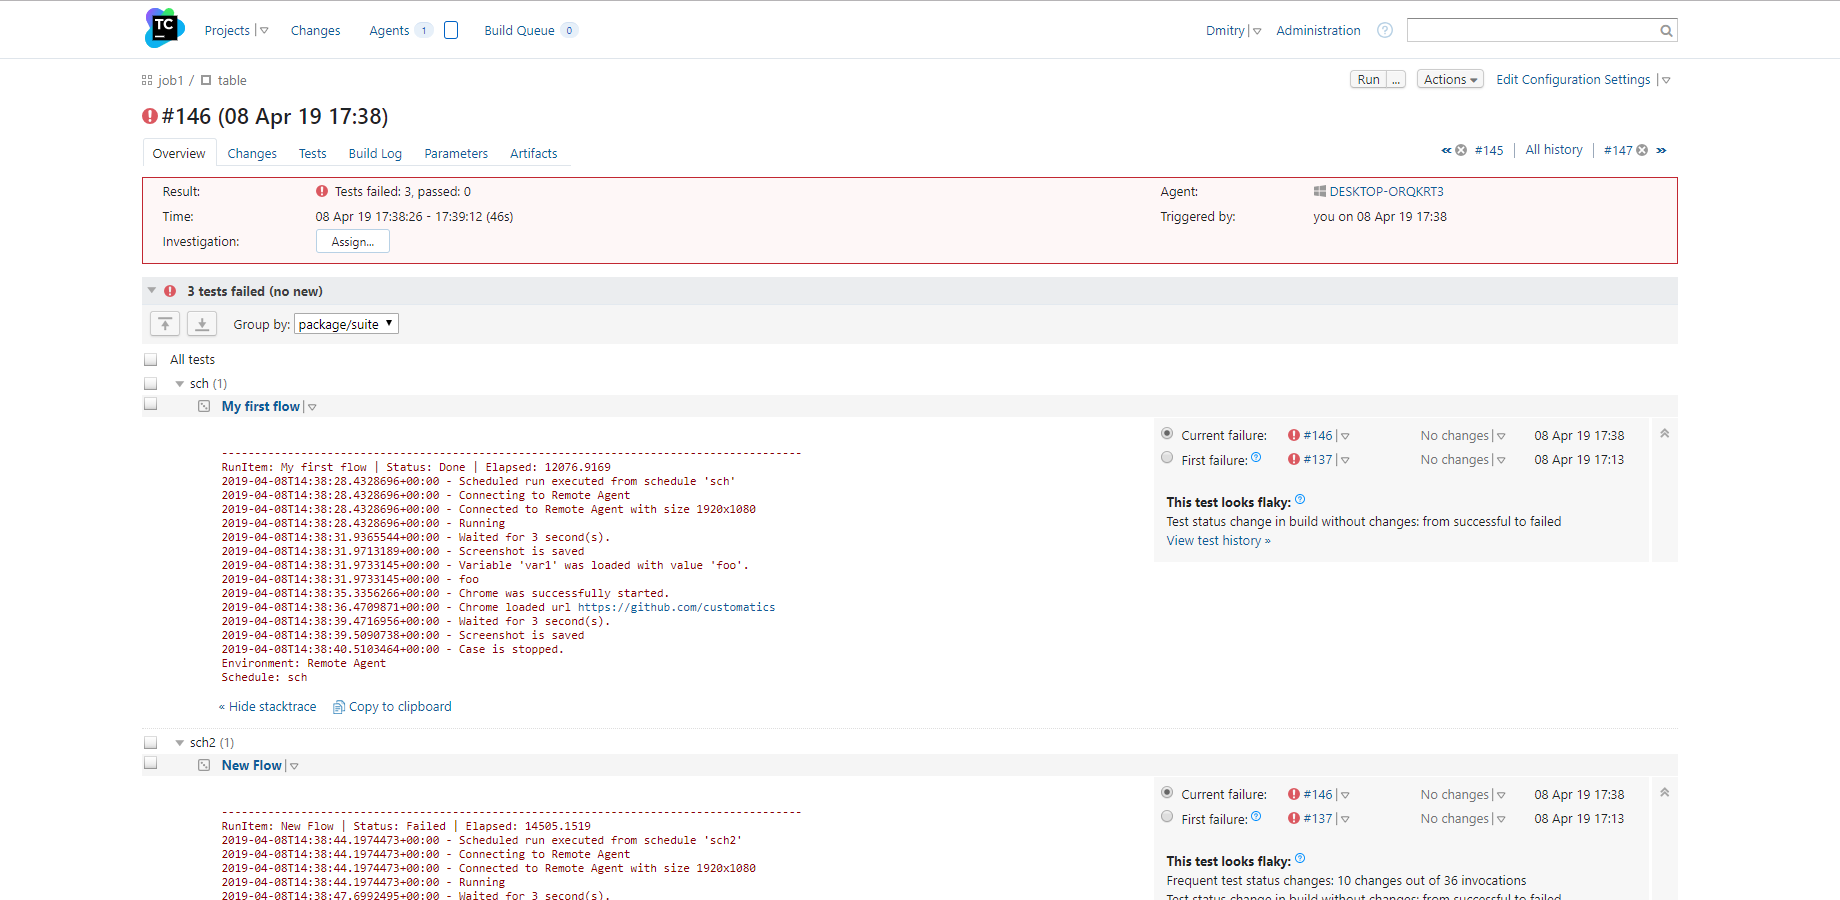 TC
Projects
Changes
Agents 1
Build Queue 0
Dmitry
Administration
?
job1 / table
Run ...
Actions
Edit Configuration Settings
#146 (08 Apr 19 17:38)
Overview
Changes
Tests
Build Log
Parameters
Artifacts
« #145 | All history | #147 »
Result: Tests failed: 3, passed: 0
Agent: DESKTOP-ORQKRT3
Time: 08 Apr 19 17:38:26 - 17:39:12 (46s)
Triggered by: you on 08 Apr 19 17:38
Investigation: Assign...
3 tests failed (no new)
Group by: package/suite
All tests
sch (1)
My first flow
Current failure: #146 No changes 08 Apr 19 17:38
First failure: ? #137 No changes 08 Apr 19 17:13
This test looks flaky: ?
Test status change in build without changes: from successful to failed
View test history »
----------------------------------------------------------------------------------------
RunItem: My first flow | Status: Done | Elapsed: 12076.9169
2019-04-08T14:38:28.4328696+00:00 - Scheduled run executed from schedule 'sch'
2019-04-08T14:38:28.4328696+00:00 - Connecting to Remote Agent
2019-04-08T14:38:28.4328696+00:00 - Connected to Remote Agent with size 1920x1080
2019-04-08T14:38:28.4328696+00:00 - Running
2019-04-08T14:38:31.9365544+00:00 - Waited for 3 second(s).
2019-04-08T14:38:31.9713189+00:00 - Screenshot is saved
2019-04-08T14:38:31.9733145+00:00 - Variable 'var1' was loaded with value 'foo'.
2019-04-08T14:38:31.9733145+00:00 - foo
2019-04-08T14:38:35.3356266+00:00 - Chrome was successfully started.
2019-04-08T14:38:36.4709871+00:00 - Chrome loaded url https://github.com/customatics
2019-04-08T14:38:39.4716956+00:00 - Waited for 3 second(s).
2019-04-08T14:38:39.5090738+00:00 - Screenshot is saved
2019-04-08T14:38:40.5103464+00:00 - Case is stopped.
Environment: Remote Agent
Schedule: sch
« Hide stacktrace
Copy to clipboard
sch2 (1)
New Flow
Current failure: #146 No changes 08 Apr 19 17:38
First failure: ? #137 No changes 08 Apr 19 17:13
This test looks flaky: ?
Frequent test status changes: 10 changes out of 36 invocations
Test status change in build without changes: from successful to failed
----------------------------------------------------------------------------------------
RunItem: New Flow | Status: Failed | Elapsed: 14505.1519
2019-04-08T14:38:44.1974473+00:00 - Scheduled run executed from schedule 'sch2'
2019-04-08T14:38:44.1974473+00:00 - Connecting to Remote Agent
2019-04-08T14:38:44.1974473+00:00 - Connected to Remote Agent with size 1920x1080
2019-04-08T14:38:44.1974473+00:00 - Running
2019-04-08T14:38:47.6992495+00:00 - Waited for 3 second(s).